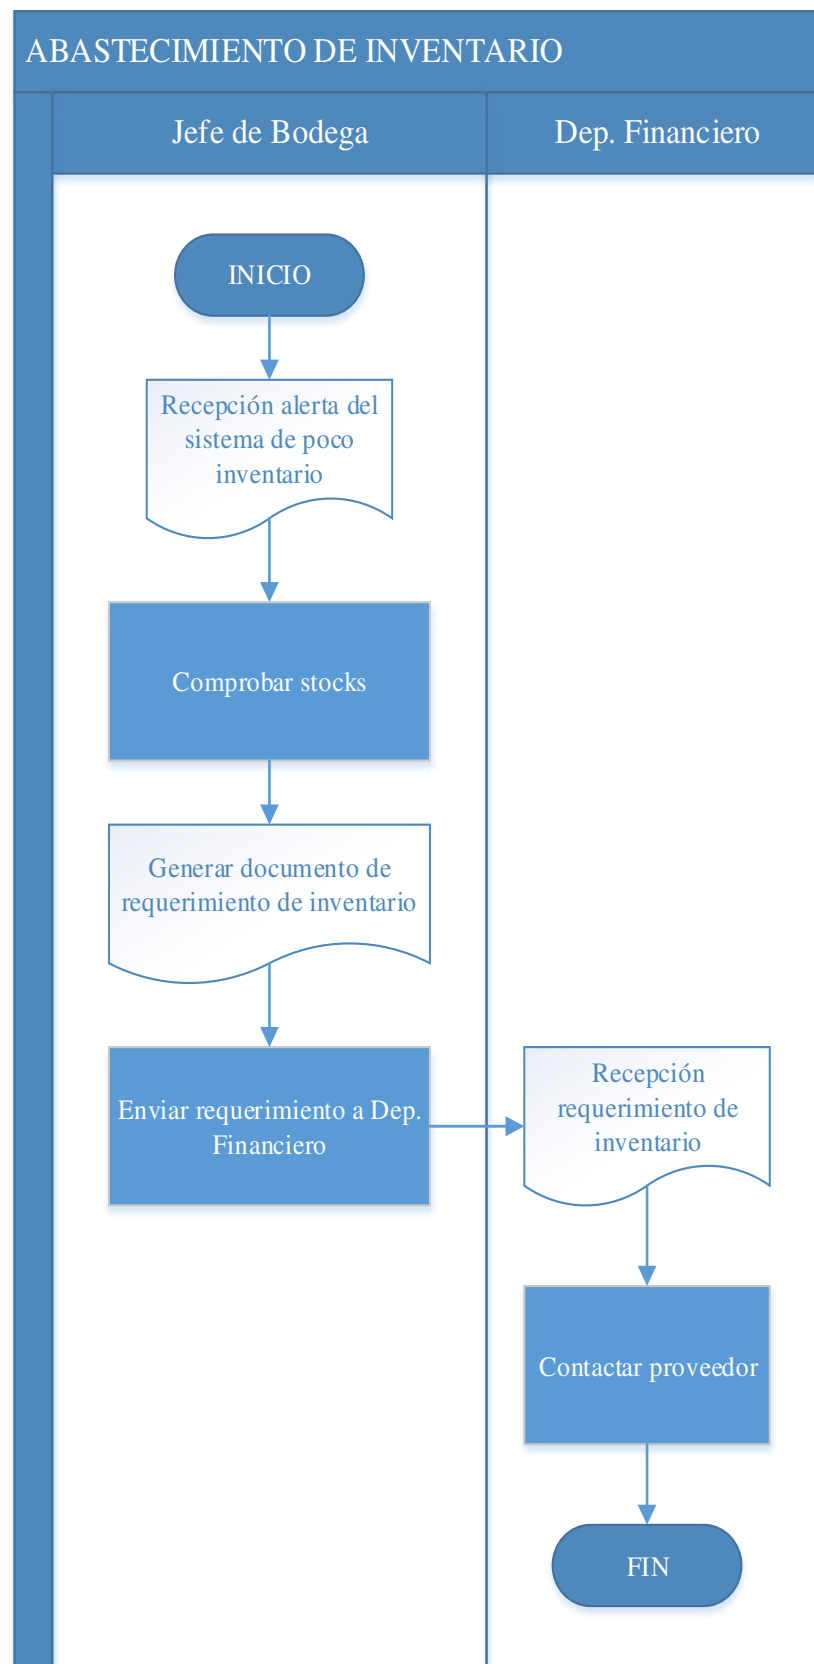 ABASTECIMIENTO DE INVENTARIO
Jefe de Bodega
Dep. Financiero
INICIO
Recepción alerta del
sistema de poco
inventario
Comprobar stocks
Generar documento de
requerimiento de inventario
Enviar requerimiento a Dep.
Financiero
Recepción
requerimiento de
inventario
Contactar proveedor
FIN